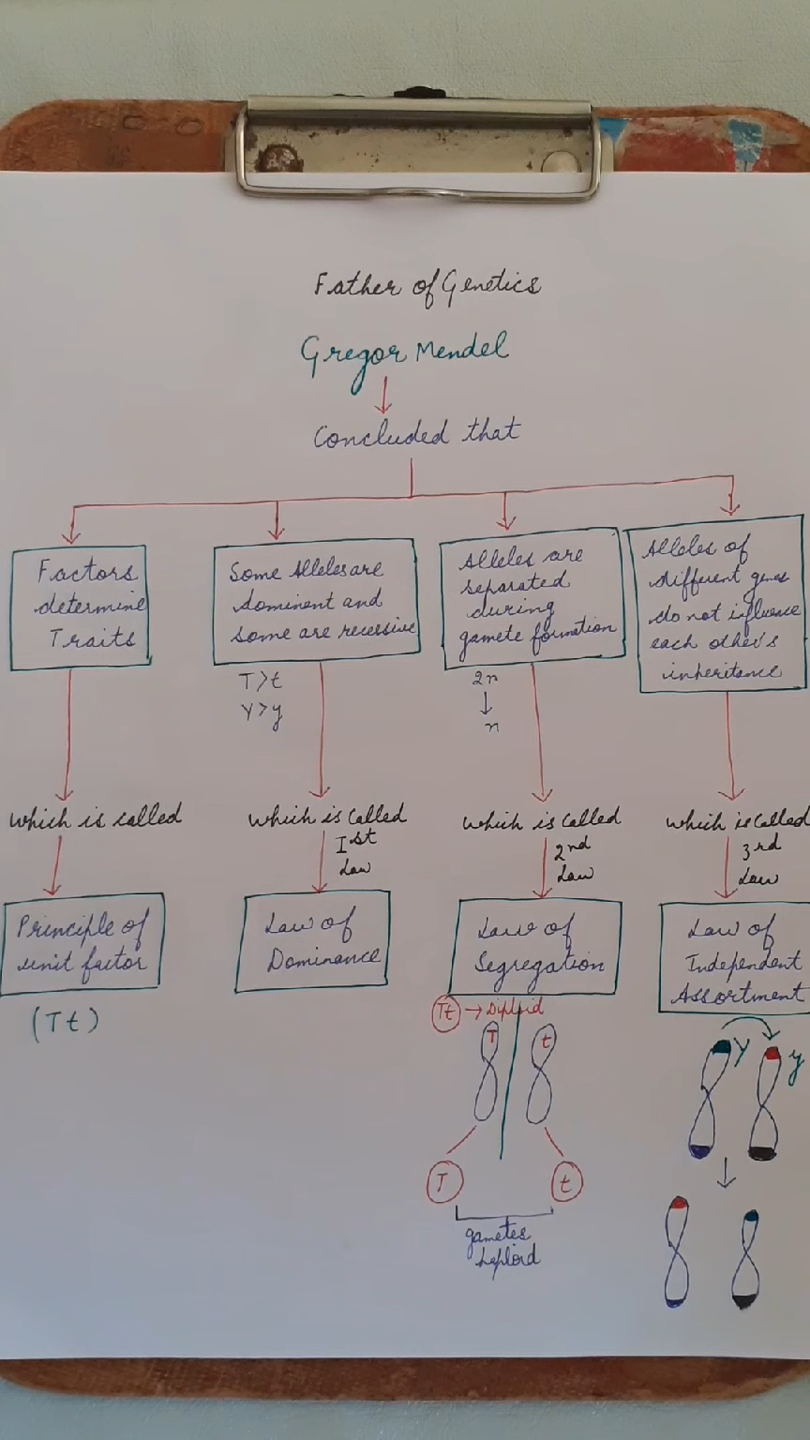 Father of Genetics
Gregor Mendel
Concluded that
Factors
determine
Traits
Some Alleles are
dominent and
some are recessive
T>t
Y>y
Alleles are
separated
during
gamete formation
2n
n
Alleles of
different genes
do not influence
each other's
inheritance
which is called
which is called
1st
Law
which is called
2nd
Law
which is called
3rd
Law
Principle of
unit factor
(Tt)
Law of
Dominance
Law of
Segregation
Tt → Diploid
T t
T t
gametes
haploid
Law of
Independent
Assortment
Y y